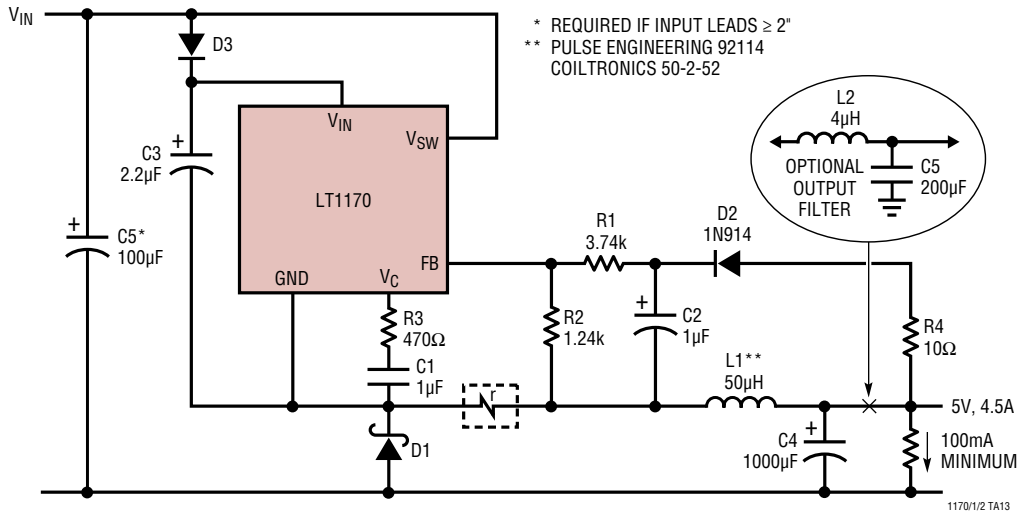 VIN
D3
* REQUIRED IF INPUT LEADS ≥ 2"
** PULSE ENGINEERING 92114
COILTRONICS 50-2-52
VIN
VSW
LT1170
GND
VC
FB
+
C3
2.2µF
+
C5*
100µF
L2
4µH
OPTIONAL
OUTPUT
FILTER
C5
200µF
R1
3.74k
D2
1N914
R3
470Ω
C1
1µF
R2
1.24k
+
C2
1µF
R4
10Ω
r
L1**
50µH
5V, 4.5A
D1
+
C4
1000µF
100mA
MINIMUM
1170/1/2 TA13